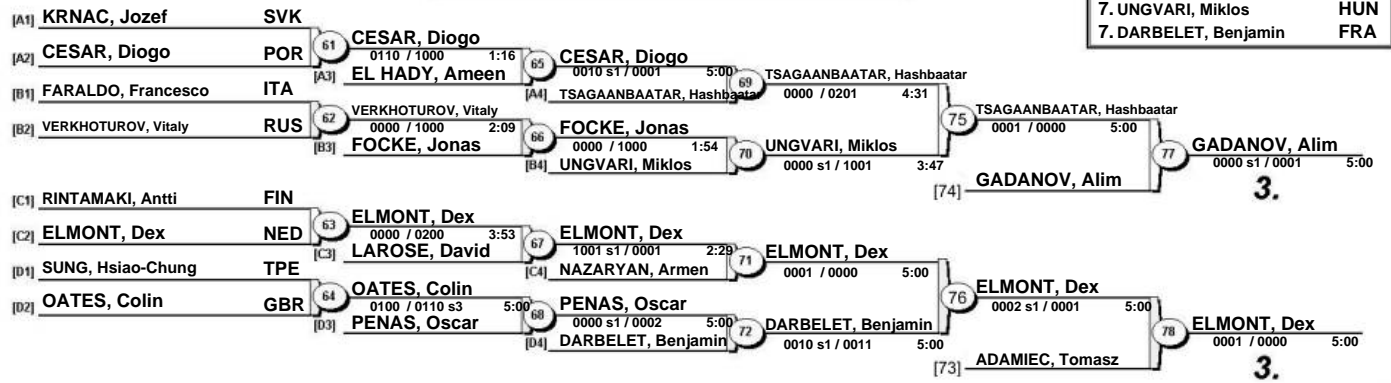 7. UNGVARI, Miklos HUN
7. DARBELET, Benjamin FRA
[A1] KRNAC, Jozef SVK
[A2] CESAR, Diogo POR
61 CESAR, Diogo
0110 / 1000 1:16
[A3] EL HADY, Ameen
65 CESAR, Diogo
0010 s1 / 0001 5:00
[A4] TSAGAANBAATAR, Hashbaatar
69 TSAGAANBAATAR, Hashbaatar
0000 / 0201 4:31
[B1] FARALDO, Francesco ITA
[B2] VERKHOTUROV, Vitaly RUS
62 VERKHOTUROV, Vitaly
0000 / 1000 2:09
[B3] FOCKE, Jonas
66 FOCKE, Jonas
0000 / 1000 1:54
[B4] UNGVARI, Miklos
70 UNGVARI, Miklos
0000 s1 / 1001 3:47
75 TSAGAANBAATAR, Hashbaatar
0001 / 0000 5:00
[74] GADANOV, Alim
77 GADANOV, Alim
0000 s1 / 0001 5:00
3.
[C1] RINTAMAKI, Antti FIN
[C2] ELMONT, Dex NED
63 ELMONT, Dex
0000 / 0200 3:53
[C3] LAROSE, David
67 ELMONT, Dex
1001 s1 / 0001 2:29
[C4] NAZARYAN, Armen
71 ELMONT, Dex
0001 / 0000 5:00
[D1] SUNG, Hsiao-Chung TPE
[D2] OATES, Colin GBR
64 OATES, Colin
0100 / 0110 s3 5:00
[D3] PENAS, Oscar
68 PENAS, Oscar
0000 s1 / 0002 5:00
[D4] DARBELET, Benjamin
72 DARBELET, Benjamin
0010 s1 / 0011 5:00
76 ELMONT, Dex
0002 s1 / 0001 5:00
[73] ADAMIEC, Tomasz
78 ELMONT, Dex
0001 / 0000 5:00
3.